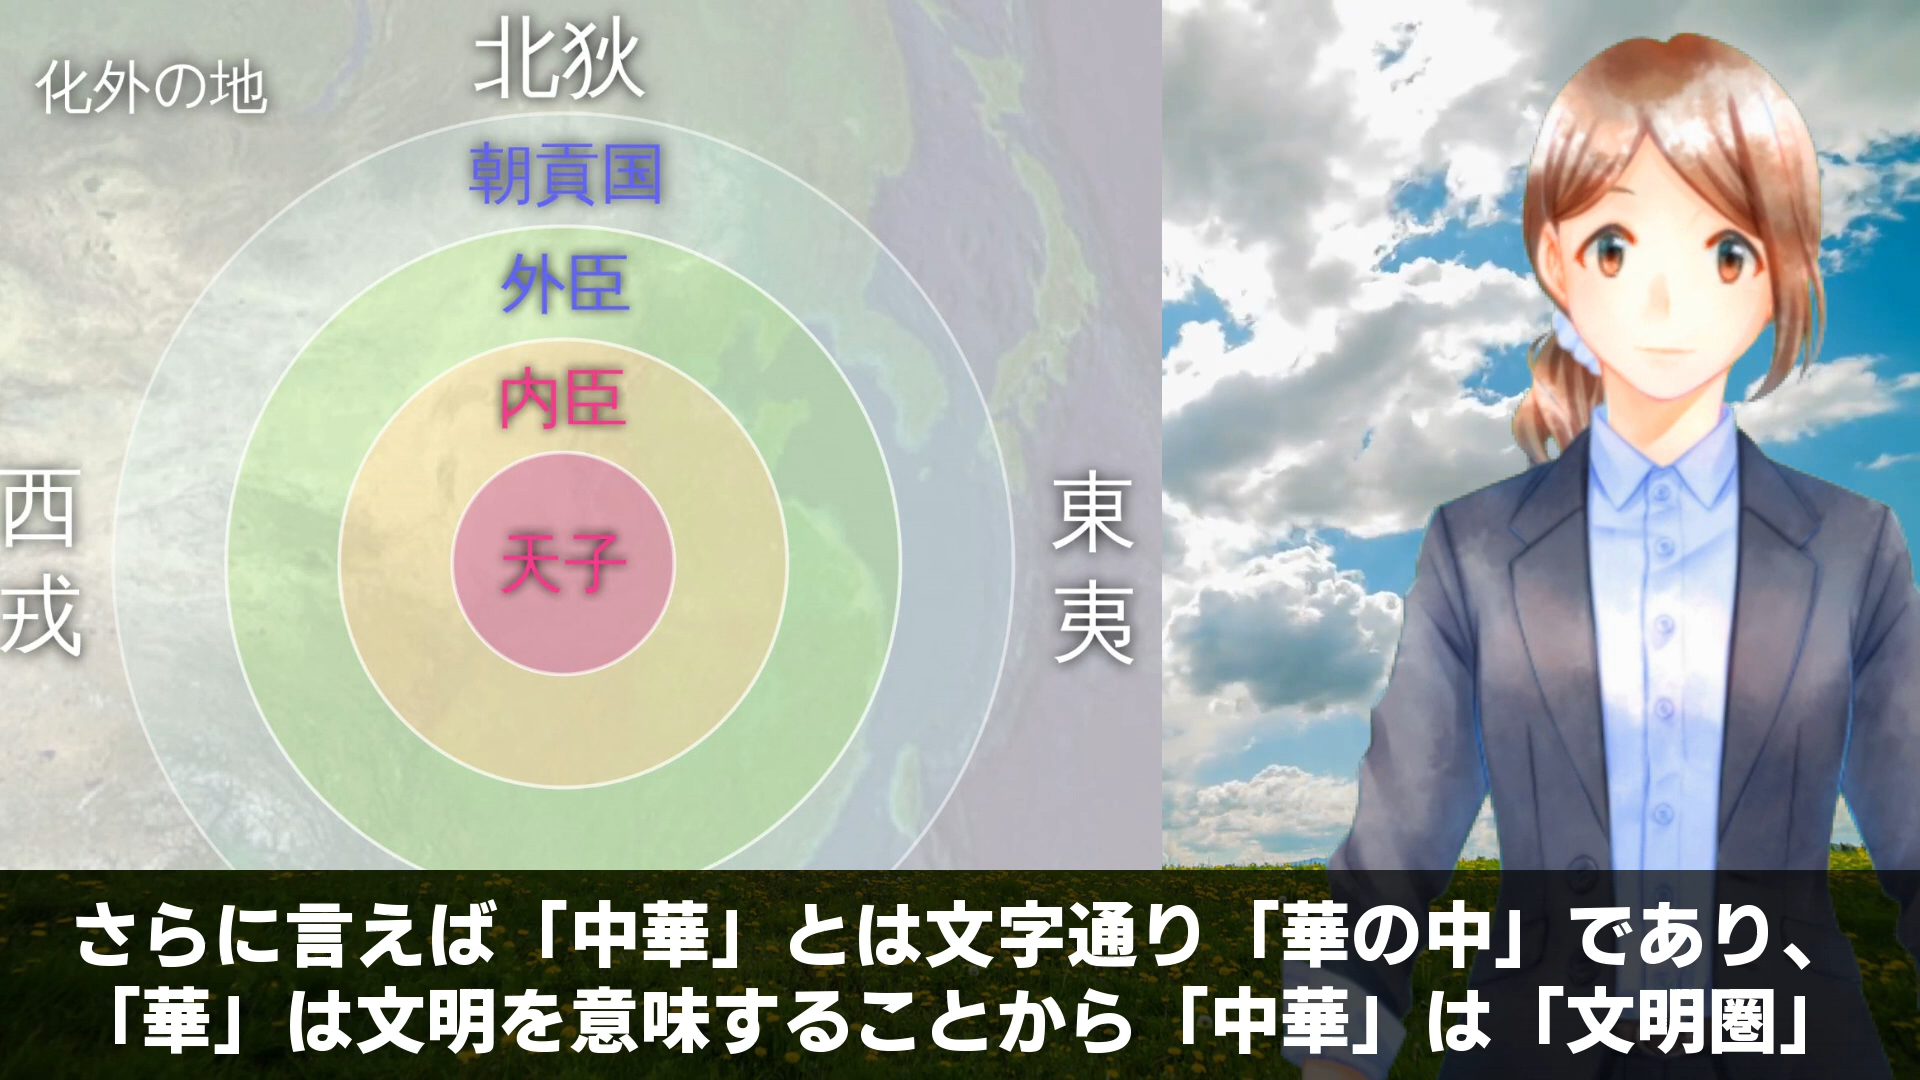 北狄
化外の地
朝貢国
外臣
内臣
天子
西戎
東夷
さらに言えば「中華」とは文字通り「華の中」であり、
「華」は文明を意味することから「中華」は「文明圏」